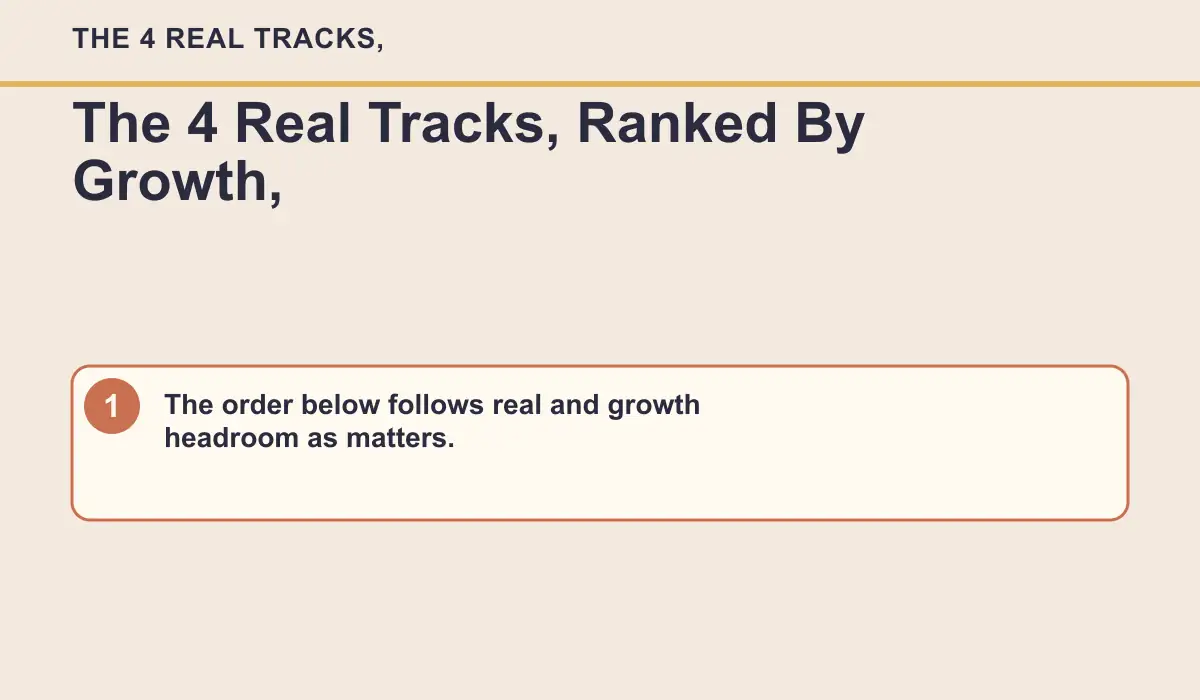 THE 4 REAL TRACKS,
The 4 Real Tracks, Ranked By
Growth,
1
The order below follows real and growth
headroom as matters.